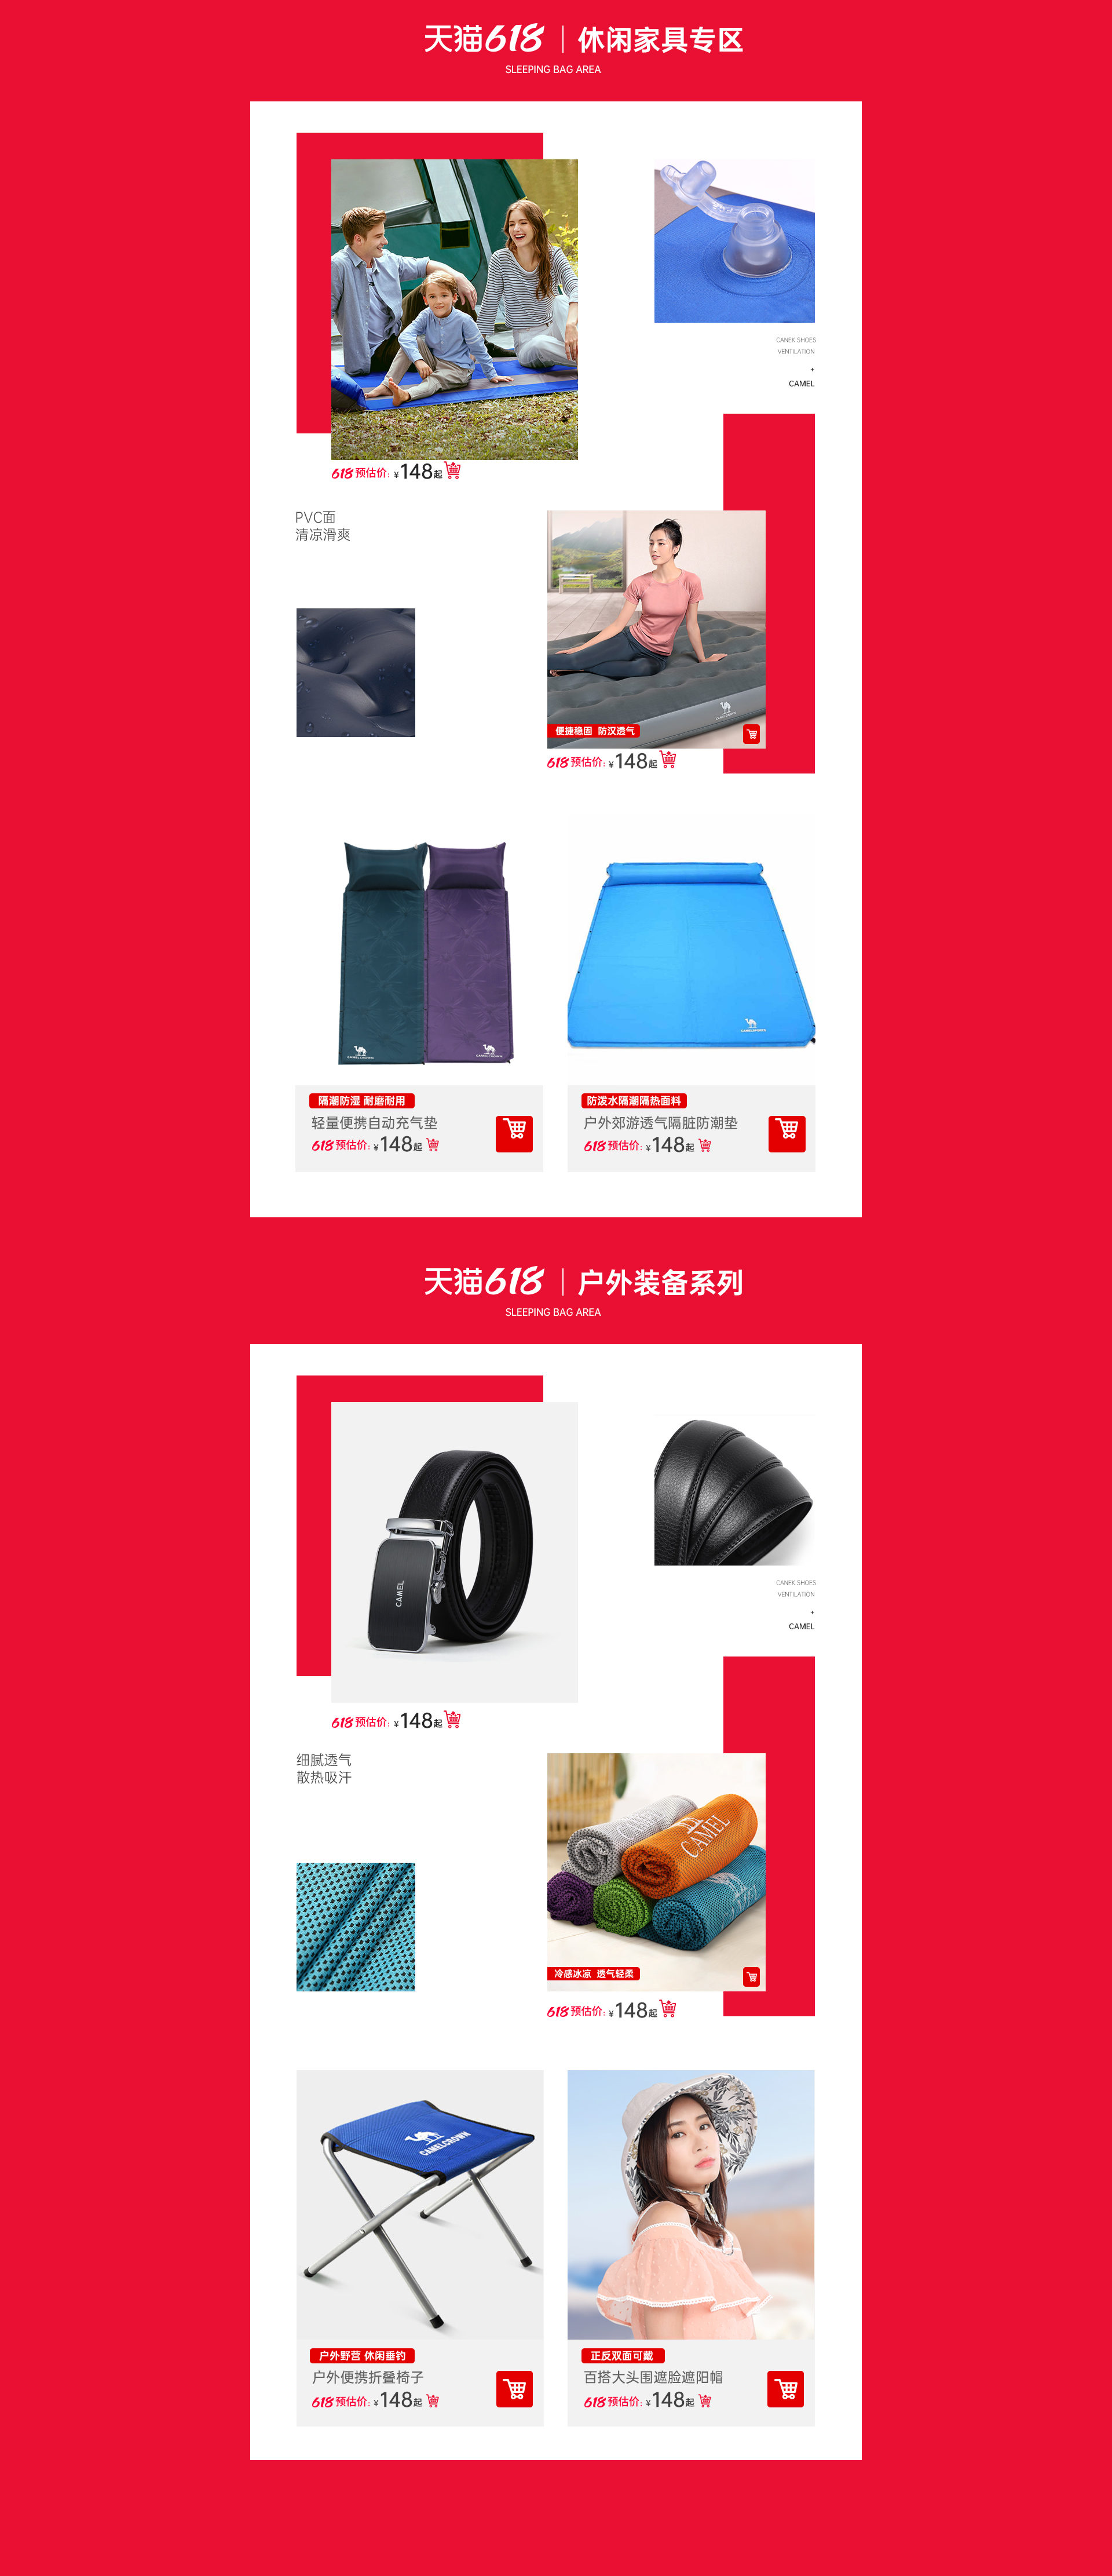 天猫618 | 休闲家具专区
SLEEPING BAG AREA
CANEK SHOES
VENTILATION
+
CAMEL
618 预估价: ¥148起
PVC面
清凉滑爽
便捷稳固 防汉透气
618 预估价: ¥148起
CAMELCROWN
CAMELCROWN
隔潮防湿 耐磨耐用
轻量便携自动充气垫
618 预估价: ¥148起
防泼水隔潮隔热面料
户外郊游透气隔脏防潮垫
618 预估价: ¥148起
天猫618 | 户外装备系列
SLEEPING BAG AREA
CAMEL
CANEK SHOES
VENTILATION
+
CAMEL
618 预估价: ¥148起
细腻透气
散热吸汗
CAMEL
CAMEL
冷感冰凉 透气轻柔
618 预估价: ¥148起
CAMELCROWN
户外野营 休闲垂钓
户外便携折叠椅子
618 预估价: ¥148起
正反双面可戴
百搭大头围遮脸遮阳帽
618 预估价: ¥148起